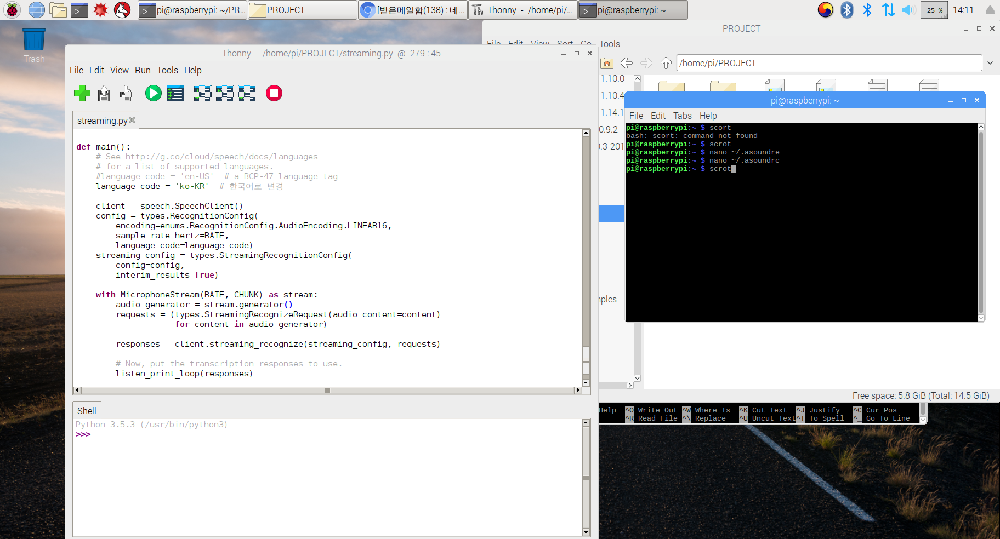 pi@raspberrypi: ~/PR...
PROJECT
[받은메일함(138) : 네...
Thonny - /home/pi/...
pi@raspberrypi: ~
25 %
14:11
Trash
PROJECT
File Edit View Sort Go Tools
/home/pi/PROJECT
-1.10.0
-1.10.4
-1.14.1
0.9.2
0.3-201
mples
Free space: 5.8 GiB (Total: 14.5 GiB)
Thonny - /home/pi/PROJECT/streaming.py @ 279 : 45
File Edit View Run Tools Help
streaming.py
def main():
# See http://g.co/cloud/speech/docs/languages
# for a list of supported languages.
#language_code = 'en-US'  # a BCP-47 language tag
language_code = 'ko-KR'  # 한국어로 변경
client = speech.SpeechClient()
config = types.RecognitionConfig(
encoding=enums.RecognitionConfig.AudioEncoding.LINEAR16,
sample_rate_hertz=RATE,
language_code=language_code)
streaming_config = types.StreamingRecognitionConfig(
config=config,
interim_results=True)
with MicrophoneStream(RATE, CHUNK) as stream:
audio_generator = stream.generator()
requests = (types.StreamingRecognizeRequest(audio_content=content)
for content in audio_generator)
responses = client.streaming_recognize(streaming_config, requests)
# Now, put the transcription responses to use.
listen_print_loop(responses)
Shell
Python 3.5.3 (/usr/bin/python3)
>>>
pi@raspberrypi: ~
File Edit Tabs Help
pi@raspberrypi:~ $ scort
bash: scort: command not found
pi@raspberrypi:~ $ scrot
pi@raspberrypi:~ $ nano ~/.asoundre
pi@raspberrypi:~ $ nano ~/.asoundrc
pi@raspberrypi:~ $ scrot
Help ^O Write Out ^W Where Is ^K Cut Text ^J Justify ^C Cur Pos
^R Read File ^\ Replace ^U Uncut Text ^T To Spell ^_ Go To Line